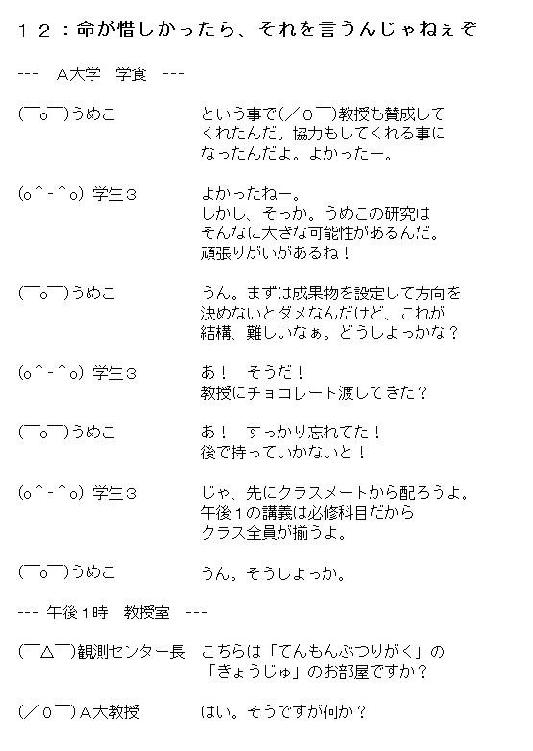 １２：命が惜しかったら、それを言うんじゃねぇぞ
---　Ａ大学　学食　---
(￣o￣)うめこ　という事で(／０￣)教授も賛成して
くれたんだ。協力もしてくれる事に
なったんだよ。よかったー。
(o＾-＾o) 学生３　よかったねー。
しかし、そっか。うめこの研究は
そんなに大きな可能性があるんだ。
頑張りがいがあるね！
(￣o￣)うめこ　うん。まずは成果物を設定して方向を
決めないとダメなんだけど、これが
結構、難しいなぁ。どうしよっかな？
(o＾-＾o) 学生３　あ！　そうだ！
教授にチョコレート渡してきた？
(￣o￣)うめこ　あ！　すっかり忘れてた！
後で持っていかないと！
(o＾-＾o) 学生３　じゃ、先にクラスメートから配ろうよ。
午後１の講義は必修科目だから
クラス全員が揃うよ。
(￣o￣)うめこ　うん。そうしよっか。
--- 午後１時　教授室　---
(￣△￣)観測センター長　こちらは「てんもんぶつりがく」の
「きょうじゅ」のお部屋ですか？
(／０￣)Ａ大教授　はい。そうですが何か？